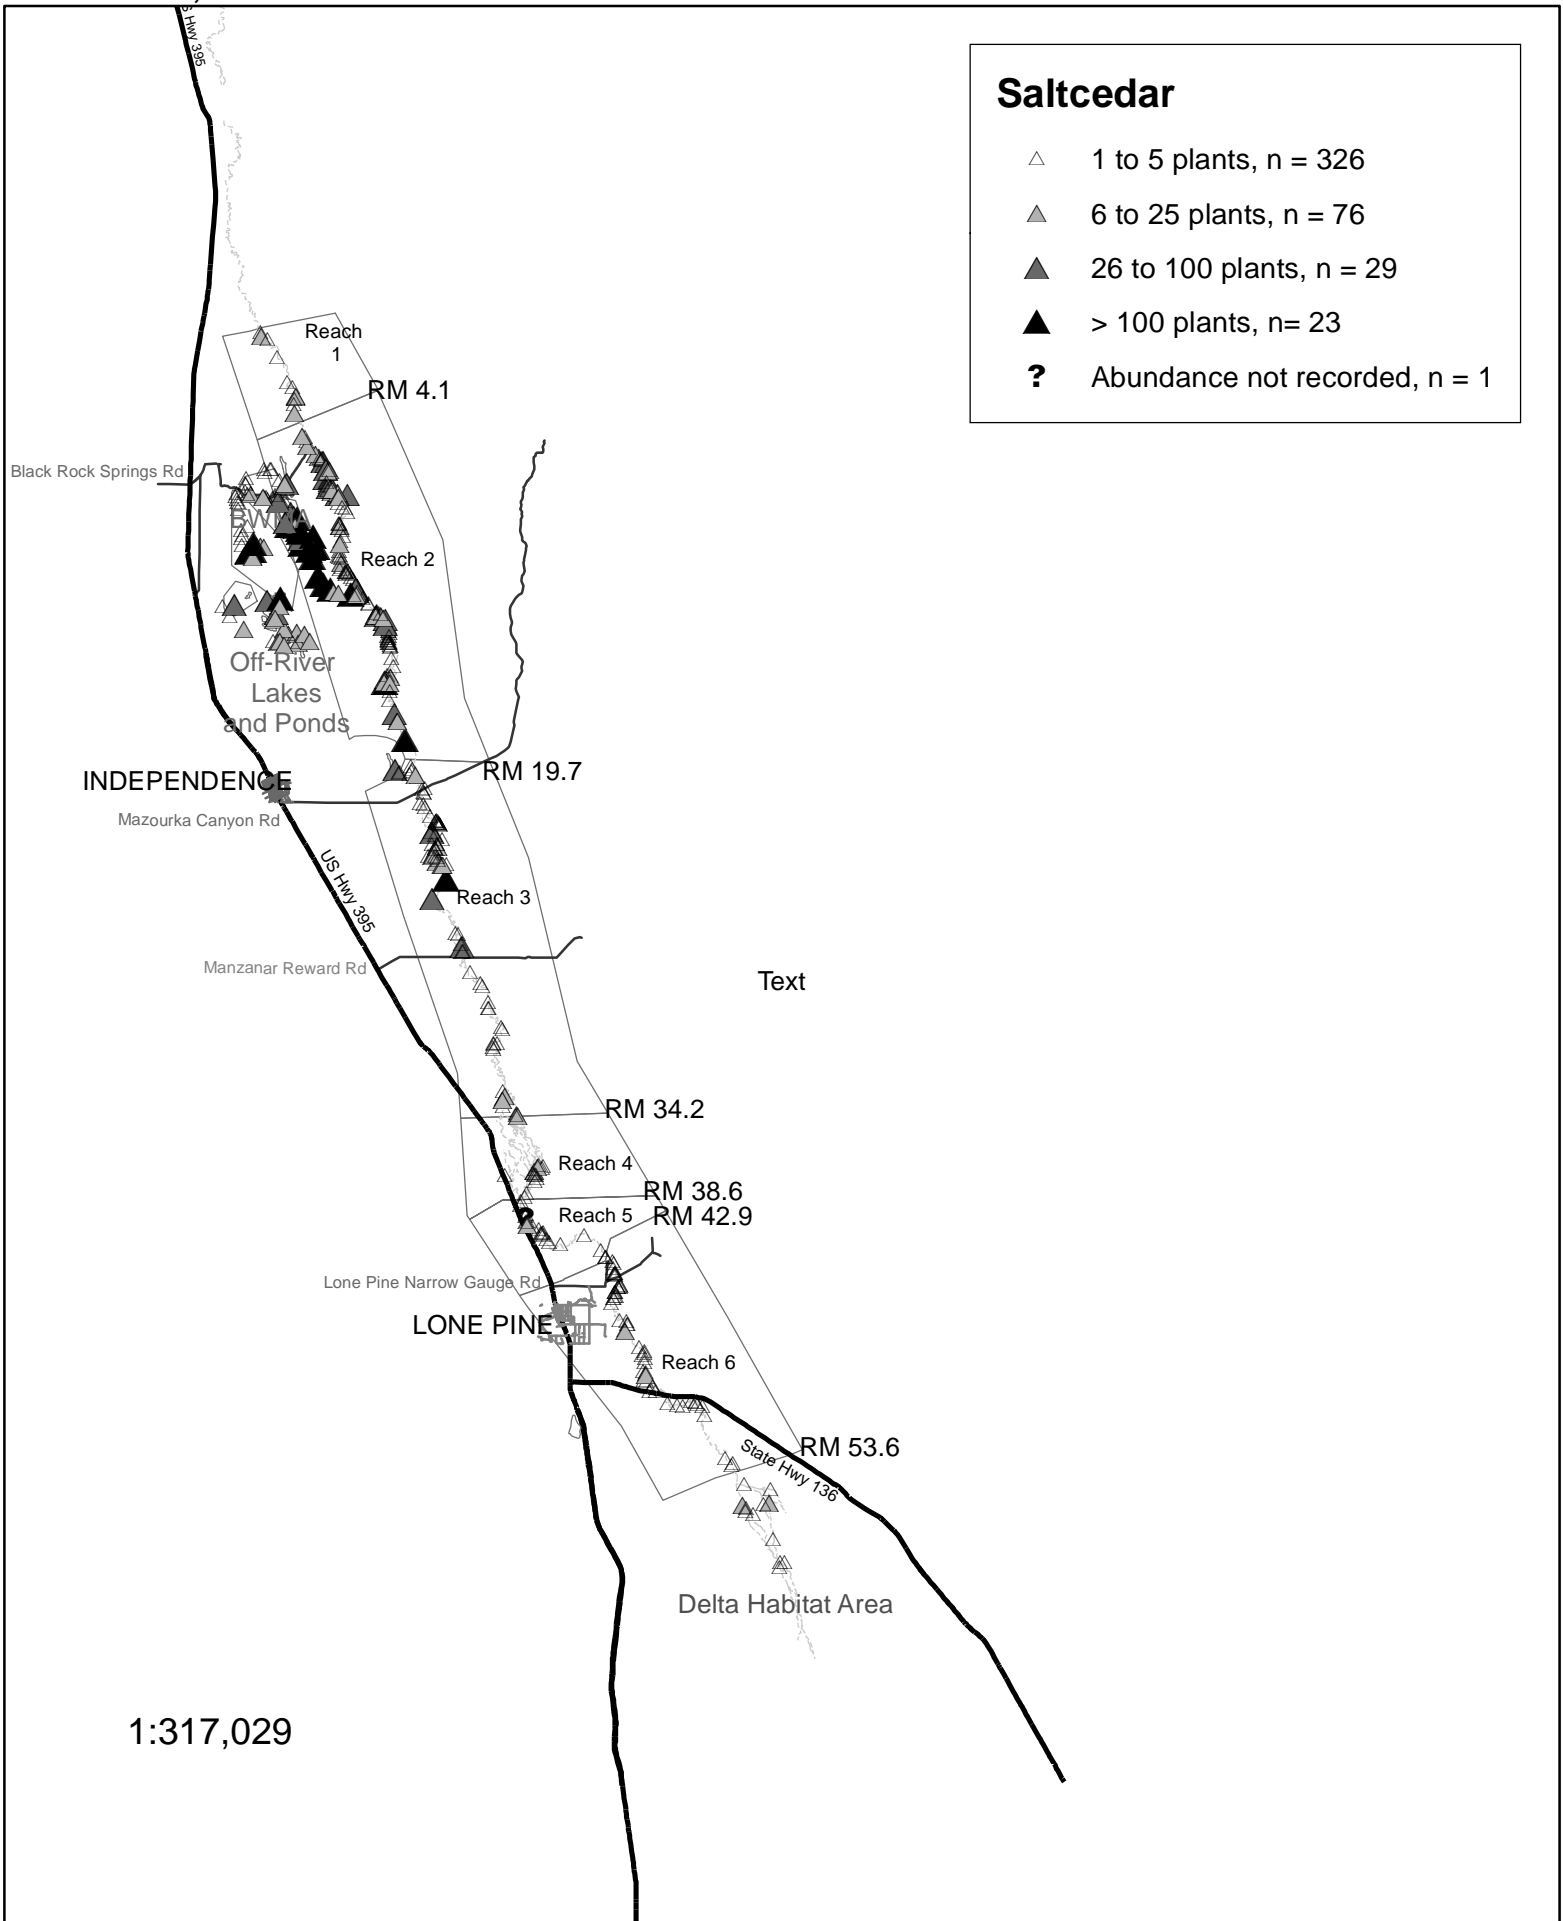 S Hwy 395
Saltcedar
1 to 5 plants, n = 326
6 to 25 plants, n = 76
26 to 100 plants, n = 29
> 100 plants, n= 23
? Abundance not recorded, n = 1
Reach
1
RM 4.1
Black Rock Springs Rd
BWMA
Reach 2
Off-River
Lakes
and Ponds
RM 19.7
INDEPENDENCE
Mazourka Canyon Rd
US Hwy 395
Reach 3
Manzanar Reward Rd
Text
RM 34.2
Reach 4
RM 38.6
?
Reach 5
RM 42.9
Lone Pine Narrow Gauge Rd
LONE PINE
Reach 6
RM 53.6
State Hwy 136
Delta Habitat Area
1:317,029